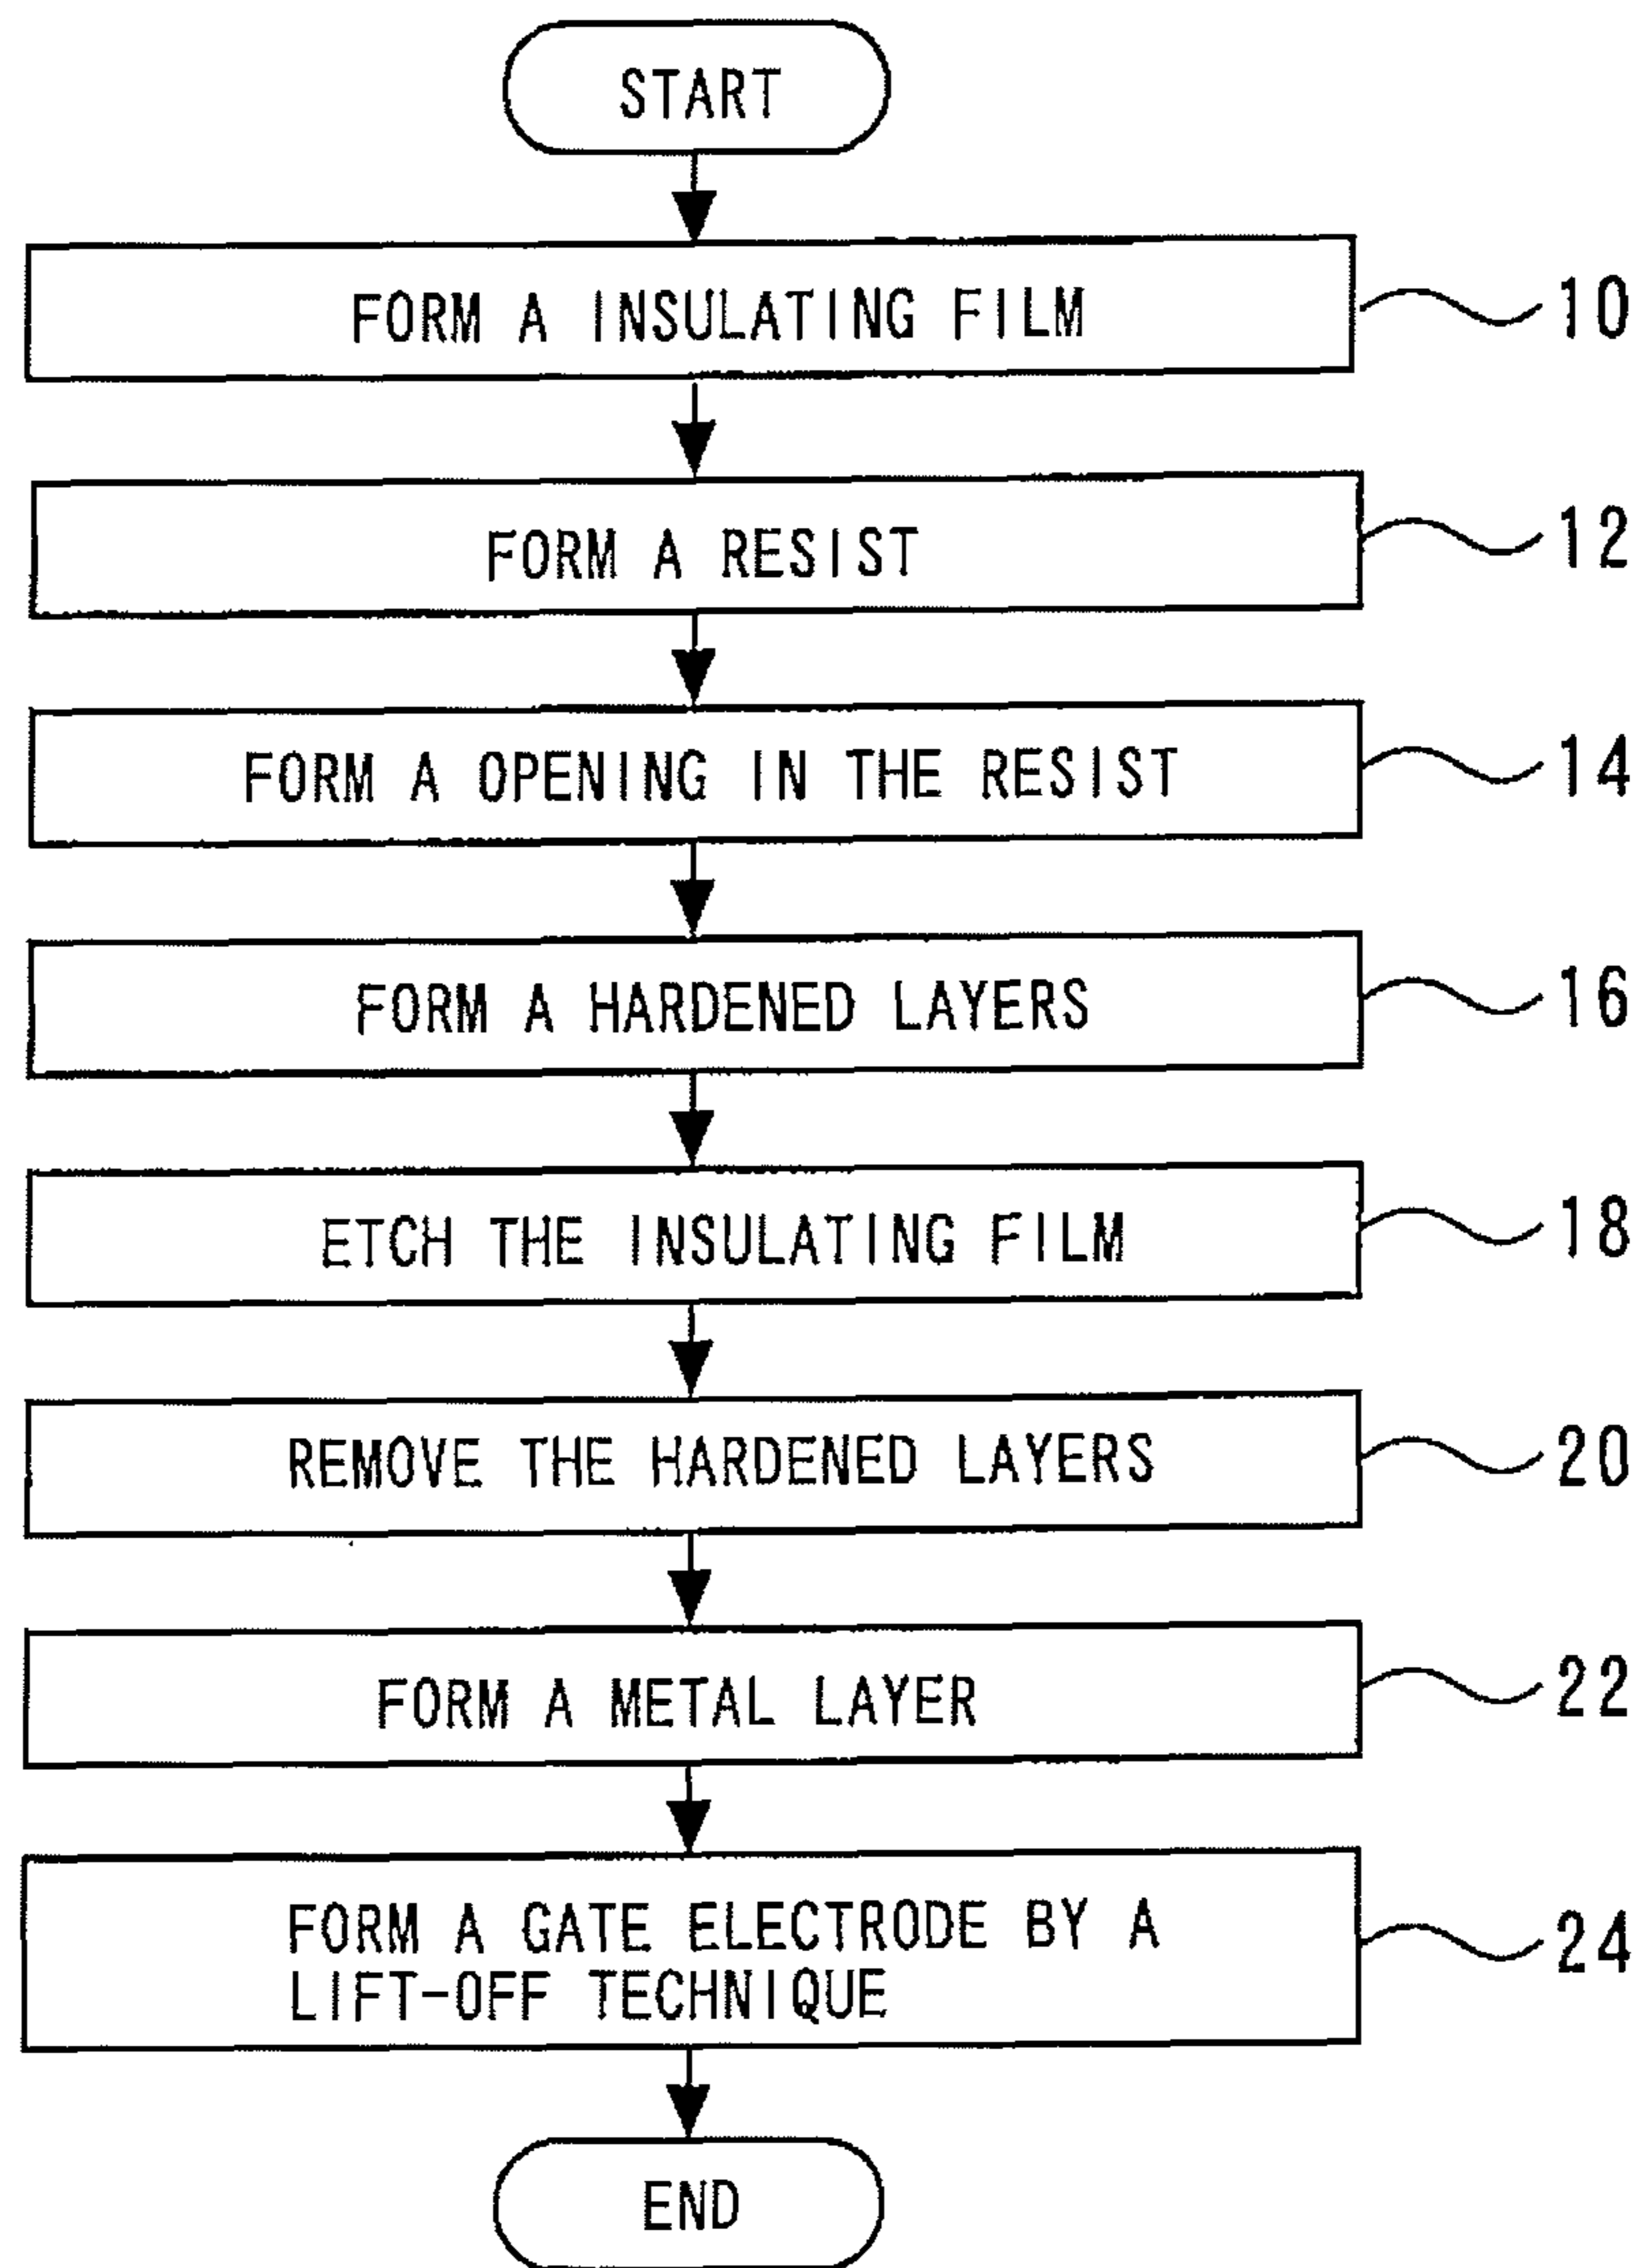 START
FORM A INSULATING FILM
10
FORM A RESIST
12
FORM A OPENING IN THE RESIST
14
FORM A HARDENED LAYERS
16
ETCH THE INSULATING FILM
18
REMOVE THE HARDENED LAYERS
20
FORM A METAL LAYER
22
FORM A GATE ELECTRODE BY A
LIFT-OFF TECHNIQUE
24
END